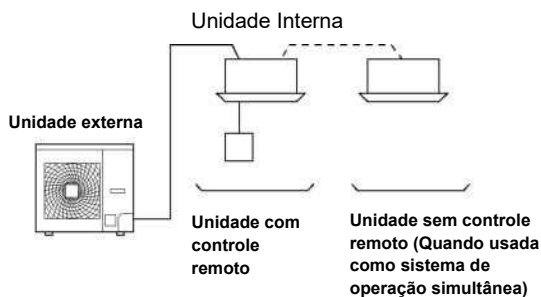 Unidade Interna
Unidade externa
Unidade com
controle
remoto
Unidade sem controle
remoto (Quando usada
como sistema de
operação simultânea)